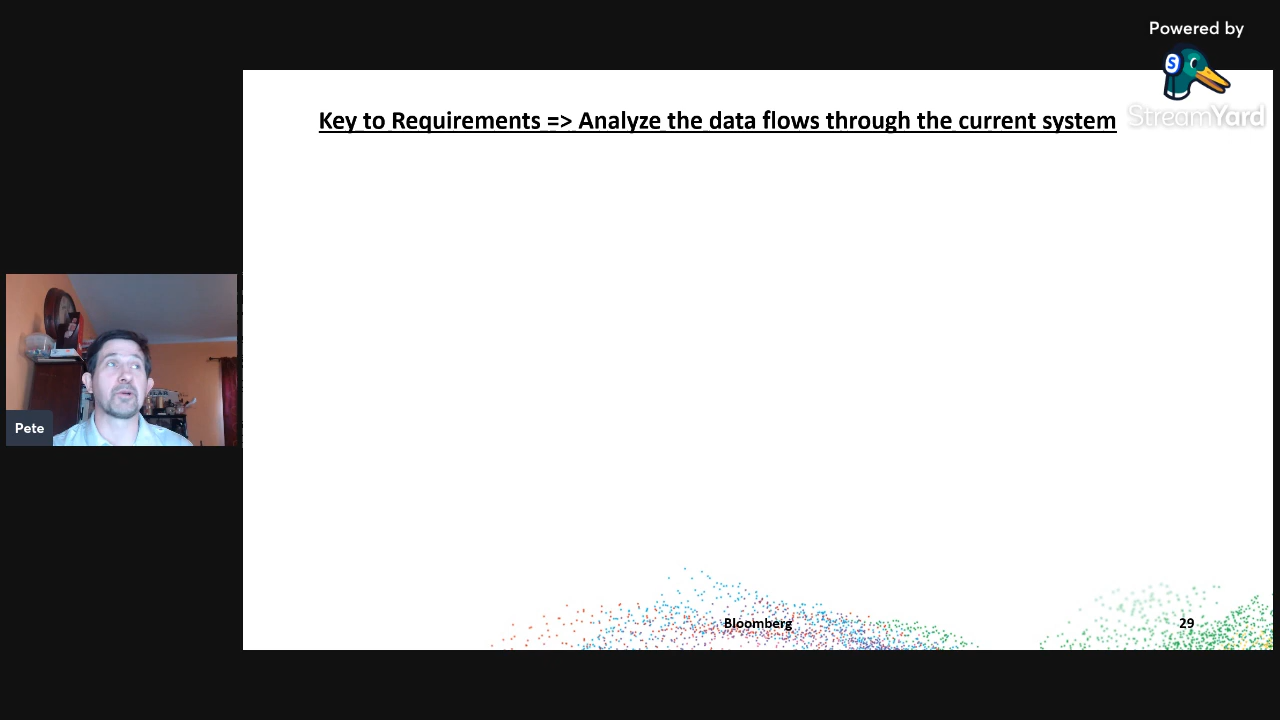 Powered by
StreamYard
Key to Requirements => Analyze the data flows through the current system
Pete
Bloomberg
29